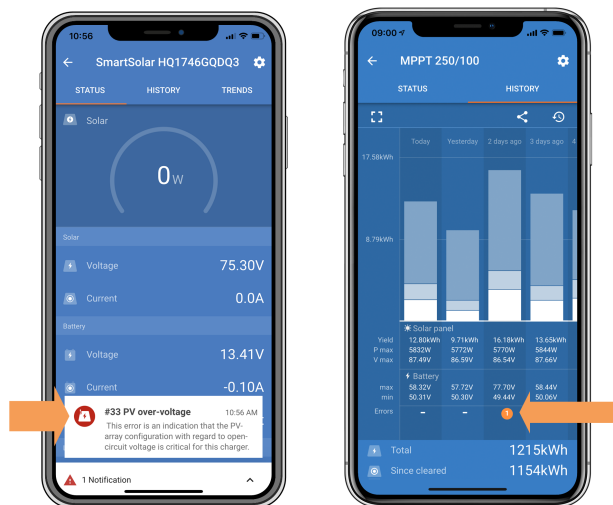 10:56
SmartSolar HQ1746GQDQ3
STATUS HISTORY TRENDS
Solar
0W
Solar
Voltage 75.30V
Current 0.0A
Battery
Voltage 13.41V
Current -0.10A
#33 PV over-voltage 10:56 AM
This error is an indication that the PV-
array configuration with regard to open-
circuit voltage is critical for this charger.
1 Notification
09:00
MPPT 250/100
STATUS HISTORY
Today Yesterday 2 days ago 3 days ago 4
17.58kWh
8.79kWh
Solar panel
Yield 12.80kWh 9.71kWh 16.18kWh 13.65kWh
P max 5832W 5772W 5770W 5844W
V max 87.49V 86.59V 86.54V 87.66V
Battery
max 58.32V 57.72V 77.70V 58.44V
min 50.31V 50.30V 49.44V 50.06V
Errors - - 1
Total 1215kWh
Since cleared 1154kWh